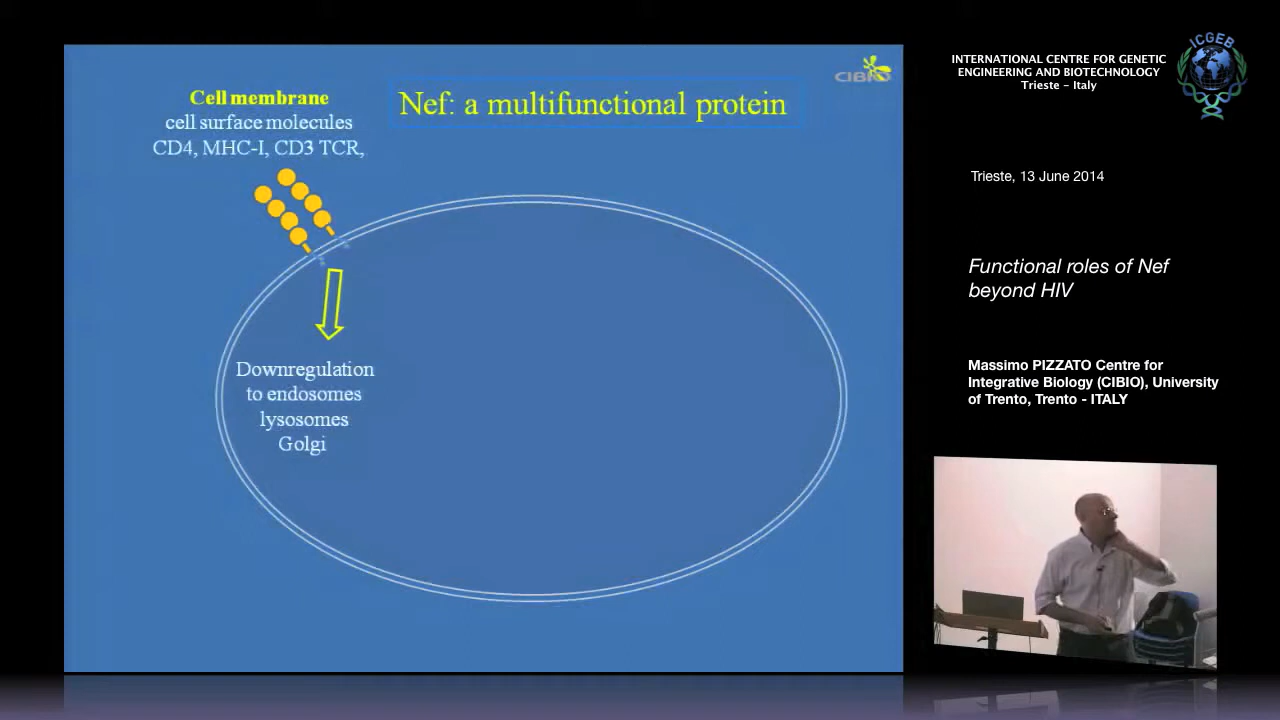 CIBIO
Nef: a multifunctional protein
Cell membrane
cell surface molecules
CD4, MHC-I, CD3 TCR,
Downregulation
to endosomes
lysosomes
Golgi
ICGEB
INTERNATIONAL CENTRE FOR GENETIC
ENGINEERING AND BIOTECHNOLOGY
Trieste – Italy
Trieste, 13 June 2014
Functional roles of Nef
beyond HIV
Massimo PIZZATO Centre for
Integrative Biology (CIBIO), University
of Trento, Trento - ITALY